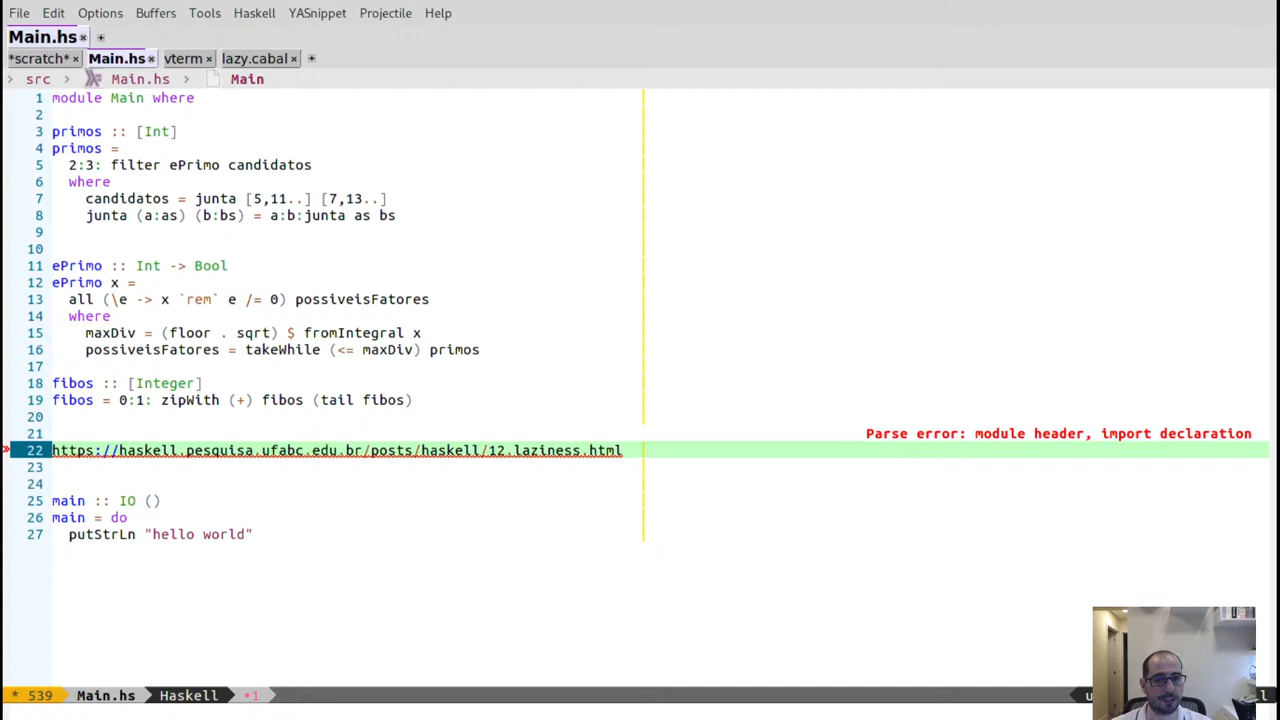 File Edit Options Buffers Tools Haskell YASnippet Projectile Help
Main.hs × +
*scratch* × Main.hs × vterm × lazy.cabal × +
› src › Main.hs › Main
1 module Main where
2
3 primos :: [Int]
4 primos =
5   2:3: filter ePrimo candidatos
6   where
7     candidatos = junta [5,11..] [7,13..]
8     junta (a:as) (b:bs) = a:b:junta as bs
9
10
11 ePrimo :: Int -> Bool
12 ePrimo x =
13   all (\e -> x `rem` e /= 0) possiveisFatores
14   where
15     maxDiv = (floor . sqrt) $ fromIntegral x
16     possiveisFatores = takeWhile (<= maxDiv) primos
17
18 fibos :: [Integer]
19 fibos = 0:1: zipWith (+) fibos (tail fibos)
20
21 Parse error: module header, import declaration
» 22 https://haskell.pesquisa.ufabc.edu.br/posts/haskell/12.laziness.html
23
24
25 main :: IO ()
26 main = do
27   putStrLn "hello world"
* 539 Main.hs Haskell •1